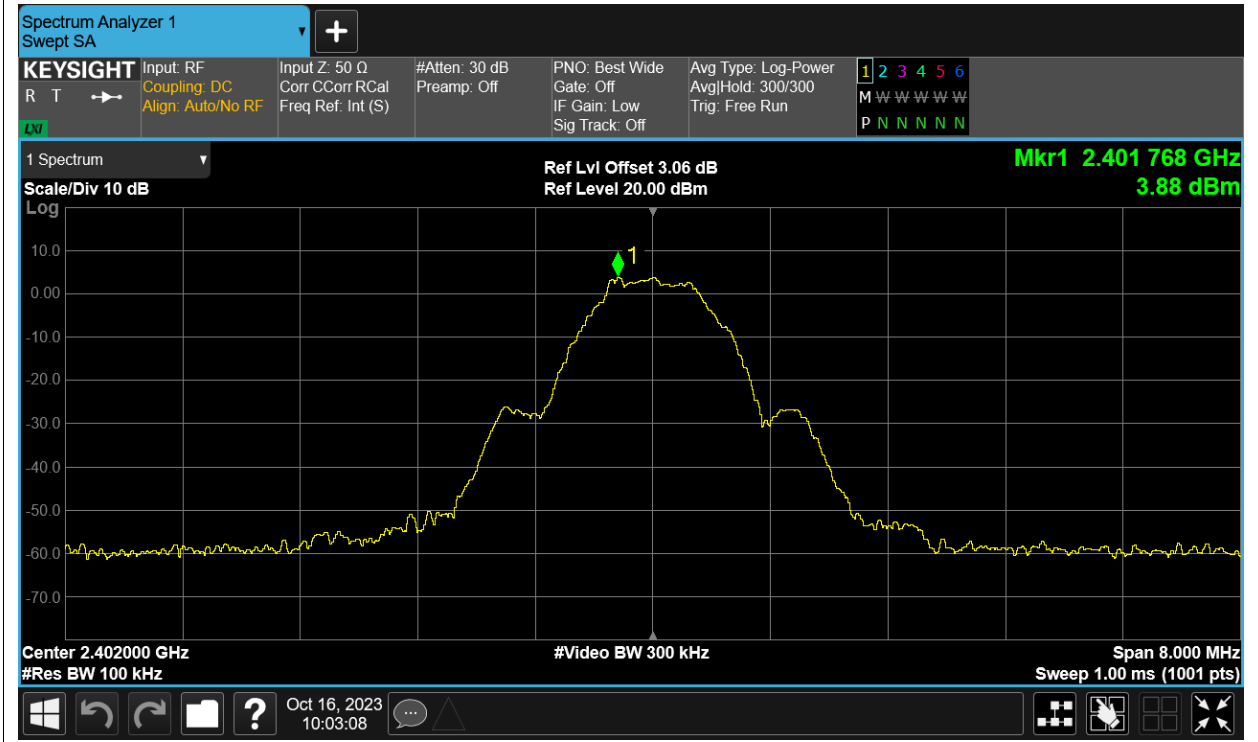 Spectrum Analyzer 1
Swept SA
+
KEYSIGHT Input: RF Input Z: 50 Ω #Atten: 30 dB PNO: Best Wide Avg Type: Log-Power 1 2 3 4 5 6
R T Coupling: DC Corr CCorr RCal Preamp: Off Gate: Off Avg|Hold: 300/300 M W W W W W W
Align: Auto/No RF Freq Ref: Int (S) IF Gain: Low Trig: Free Run
LXI Sig Track: Off P N N N N N N
1 Spectrum
Ref Lvl Offset 3.06 dB Mkr1 2.401 768 GHz
Scale/Div 10 dB Ref Level 20.00 dBm 3.88 dBm
Log
10.0
1
0.00
-10.0
-20.0
-30.0
-40.0
-50.0
-60.0
-70.0
Center 2.402000 GHz #Video BW 300 kHz Span 8.000 MHz
#Res BW 100 kHz Sweep 1.00 ms (1001 pts)
? Oct 16, 2023
10:03:08